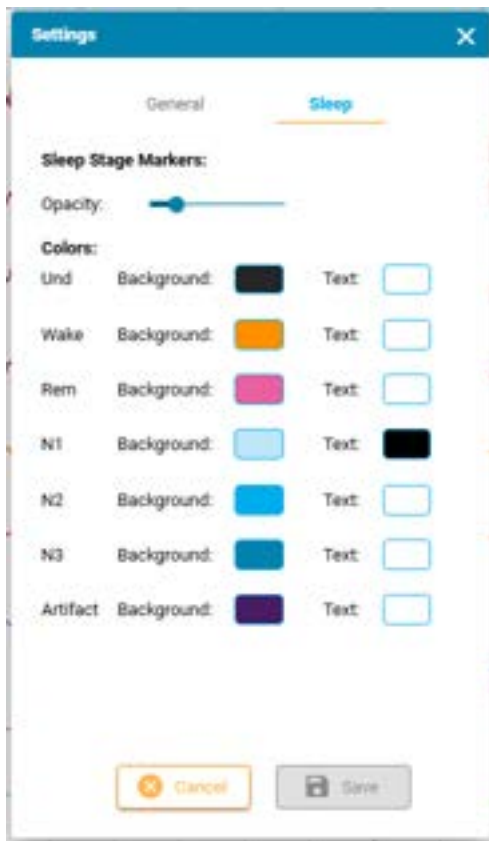 Settings
General Sleep
Sleep Stage Markers:
Opacity:
Colors:
Und Background: Text:
Wake Background: Text:
Rem Background: Text:
N1 Background: Text:
N2 Background: Text:
N3 Background: Text:
Artifact Background: Text:
Cancel Save